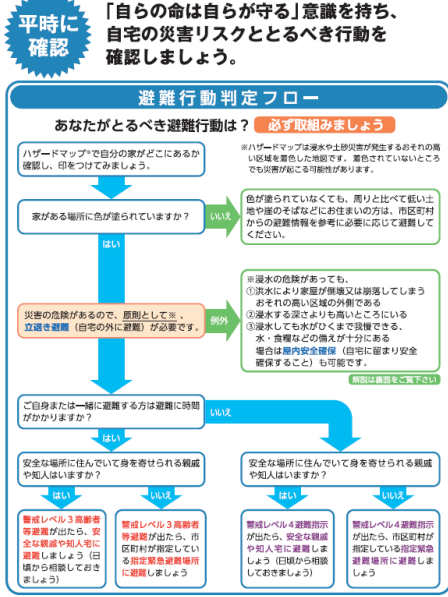 平時に
確認
「自らの命は自らが守る」意識を持ち、
自宅の災害リスクととるべき行動を
確認しましょう。
避難行動判定フロー
あなたがとるべき避難行動は?
必ず取組みましょう
ハザードマップ※で自分の家がどこにあるか
確認し、印をつけてみましょう。
※ハザードマップは浸水や土砂災害が発生するおそれの高
い区域を着色した地図です。着色されていないところ
でも災害が起こる可能性があります。
家がある場所に色が塗られていますか?
いいえ
色が塗られていなくても、周りと比べて低い土
地や崖のそばなどにお住まいの方は、市区町村
からの避難情報を参考に必要に応じて避難して
ください。
はい
災害の危険があるので、原則として※、
立退き避難(自宅の外に避難)が必要です。
例外
※浸水の危険があっても、
①洪水により家屋が倒壊又は崩落してしまう
おそれの高い区域の外側である
②浸水する深さよりも高いところにいる
③浸水しても水がひくまで我慢できる、
水・食糧などの備えが十分にある
場合は屋内安全確保(自宅に留まり安全
確保すること)も可能です。
解説は裏面をご覧下さい
ご自身または一緒に避難する方は避難に時間
がかかりますか?
いいえ
はい
安全な場所に住んでいて身を寄せられる親戚
や知人はいますか?
安全な場所に住んでいて身を寄せられる親戚
や知人はいますか?
はい
いいえ
はい
いいえ
警戒レベル3高齢者
等避難が出たら、安
全な親戚や知人宅に
避難しましょう(日
頃から相談しておき
ましょう)
警戒レベル3高齢者
等避難が出たら、市
区町村が指定してい
る指定緊急避難場所
に避難しましょう
警戒レベル4避難指示
が出たら、安全な親戚
や知人宅に避難しま
しょう(日頃から相談
しておきましょう)
警戒レベル4避難指示
が出たら、市区町村が
指定している指定緊急
避難場所に避難しま
しょう